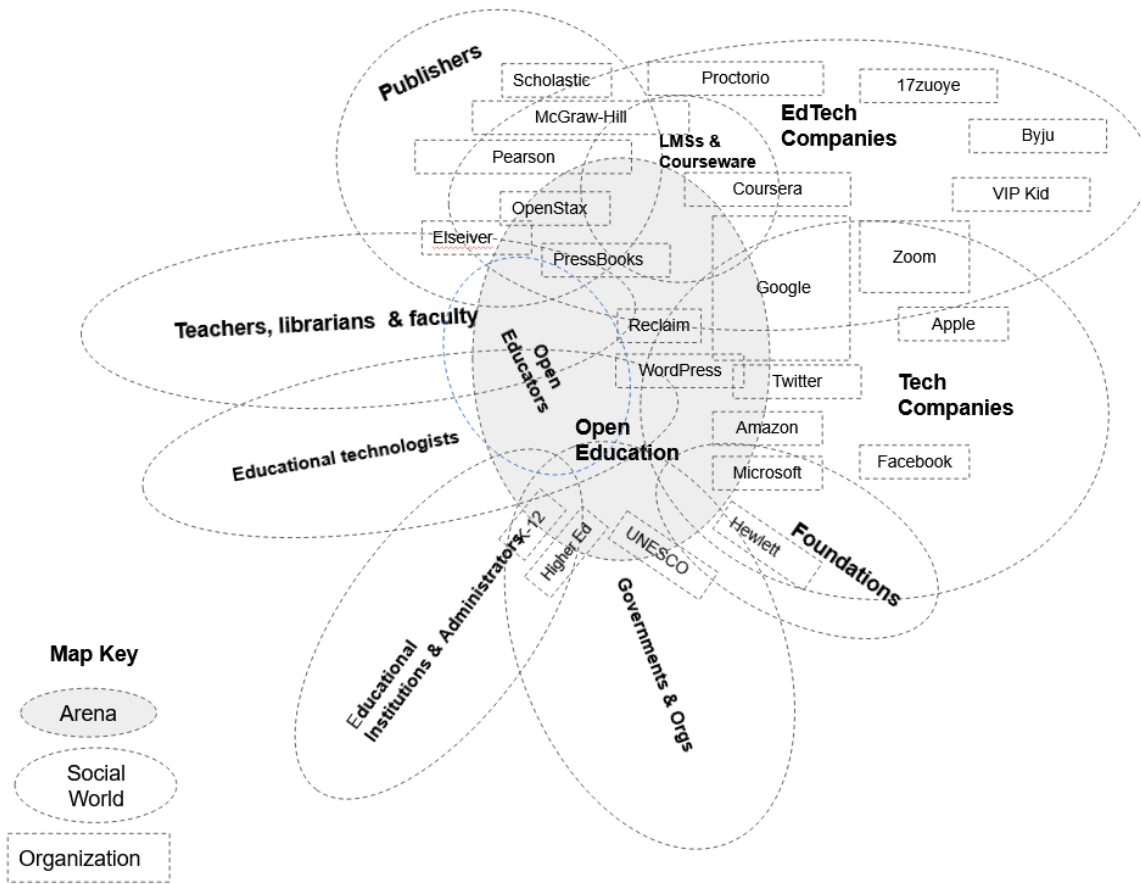 Publishers
Scholastic
Proctorio
17zuoye
McGraw-Hill
EdTech
Companies
Byju
Pearson
LMSs &
Courseware
Coursera
VIP Kid
OpenStax
Elseiver
PressBooks
Zoom
Google
Teachers, librarians & faculty
Reclaim
Apple
Open
Educators
WordPress
Twitter
Tech
Companies
Amazon
Open
Education
Educational technologists
Microsoft
Facebook
K-12
Higher Ed
UNESCO
Hewlett
Foundations
Educational
Institutions & Administrators
Governments & Orgs
Map Key
Arena
Social
World
Organization